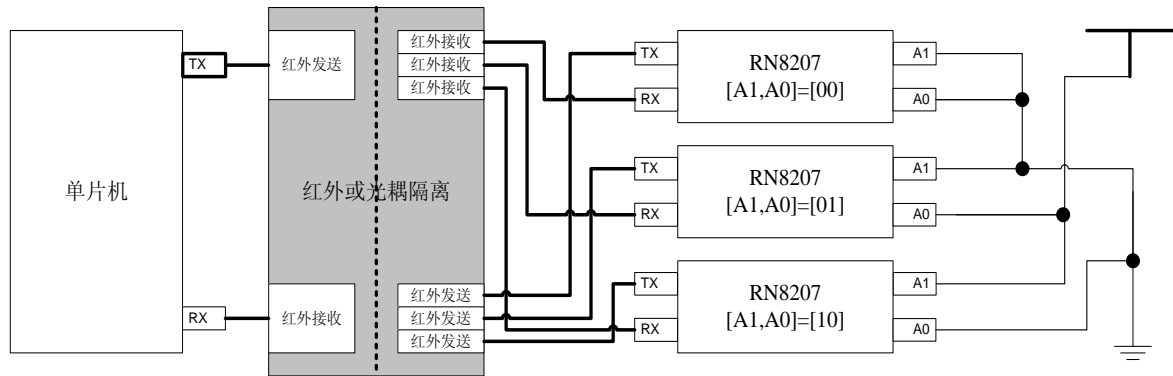 单片机
TX
RX
红外发送
红外接收
红外或光耦隔离
红外接收
红外接收
红外接收
红外发送
红外发送
红外发送
TX
RX
RN8207
[A1,A0]=[00]
A1
A0
TX
RX
RN8207
[A1,A0]=[01]
A1
A0
TX
RX
RN8207
[A1,A0]=[10]
A1
A0